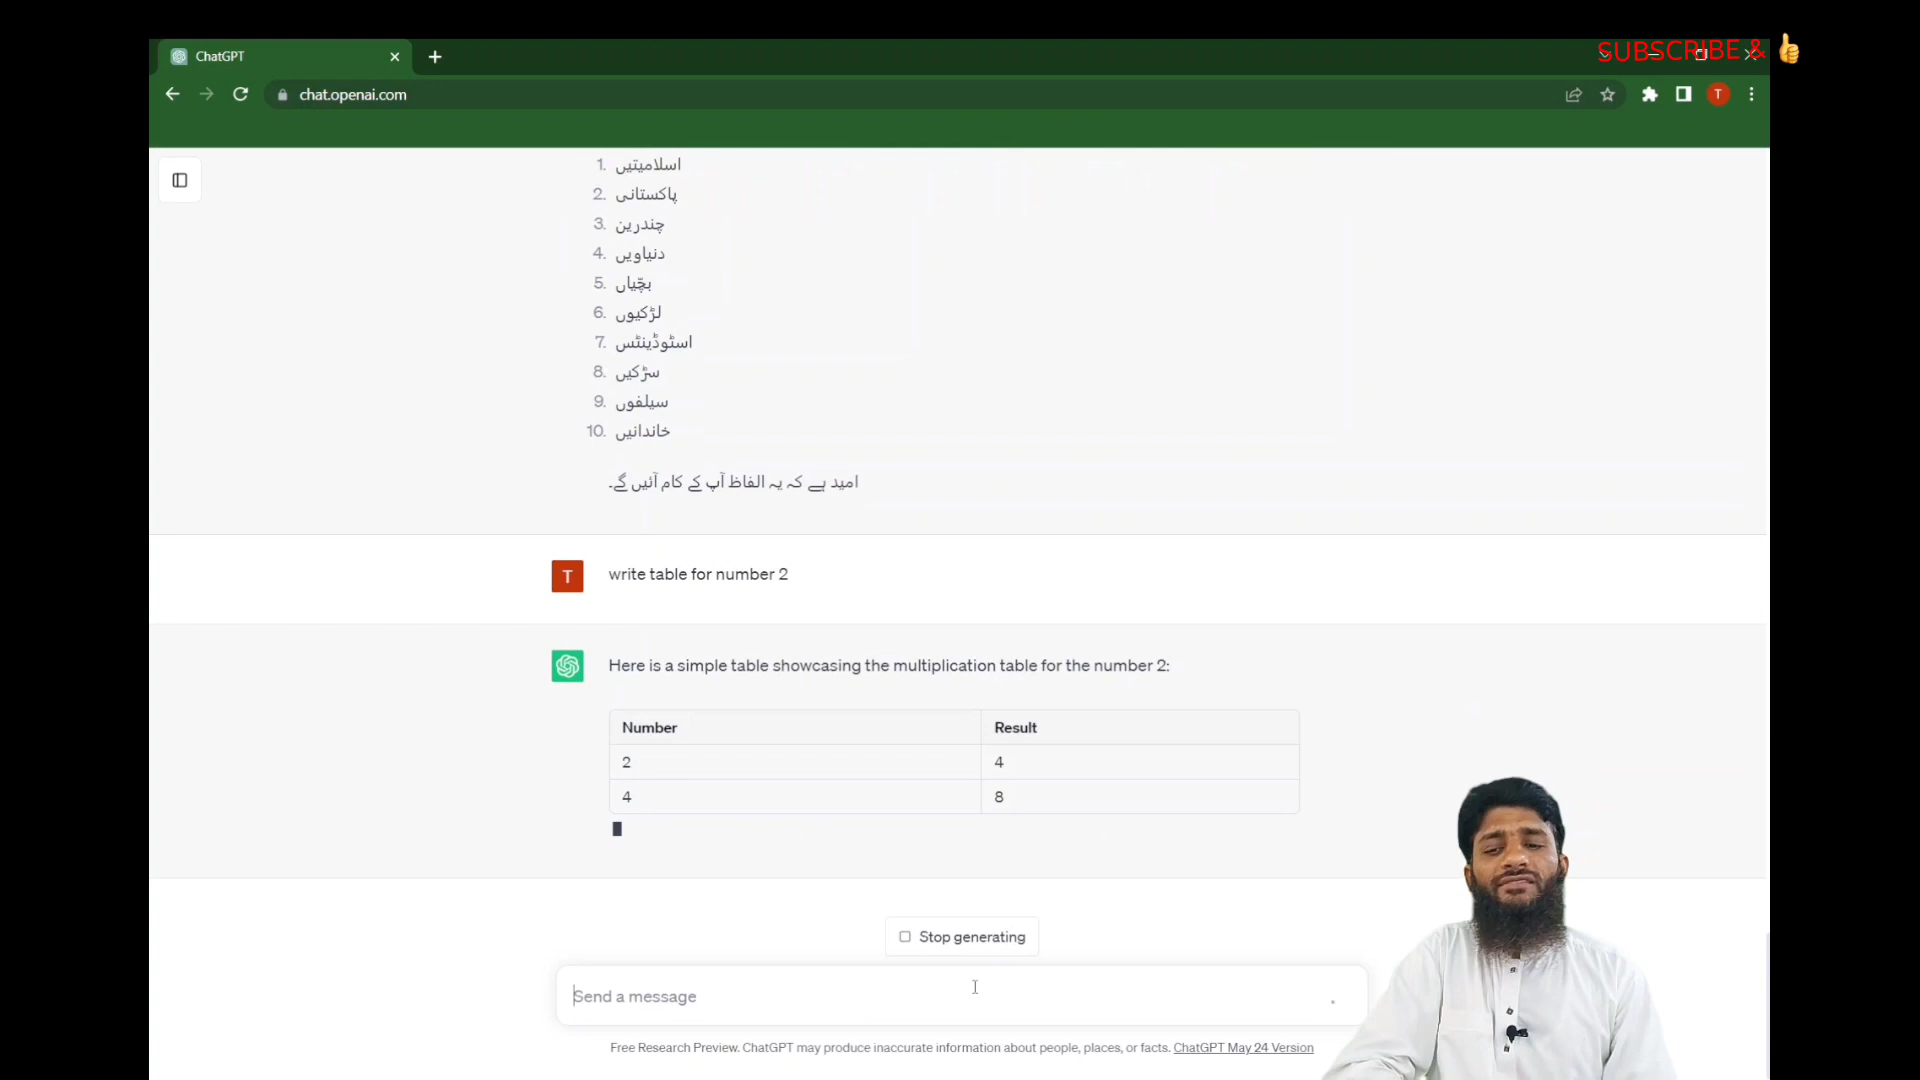 ChatGPT
SUBSCRIBE & 👍
chat.openai.com
T
1. اسلامیتیں
2. پاکستانی
3. چندرین
4. دنیاویں
5. بچّیاں
6. لڑکیوں
7. اسٹوڈینٹس
8. سڑکیں
9. سیلفوں
10. خاندانیں
امید ہے کہ یہ الفاظ آپ کے کام آئیں گے۔
T write table for number 2
Here is a simple table showcasing the multiplication table for the number 2:
Number Result
2 4
4 8
Stop generating
Send a message
Free Research Preview. ChatGPT may produce inaccurate information about people, places, or facts. ChatGPT May 24 Version